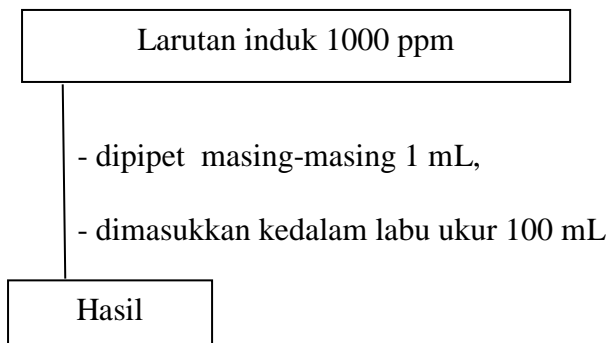 Larutan induk 1000 ppm
- dipipet  masing-masing 1 mL,
- dimasukkan kedalam labu ukur 100 mL
Hasil